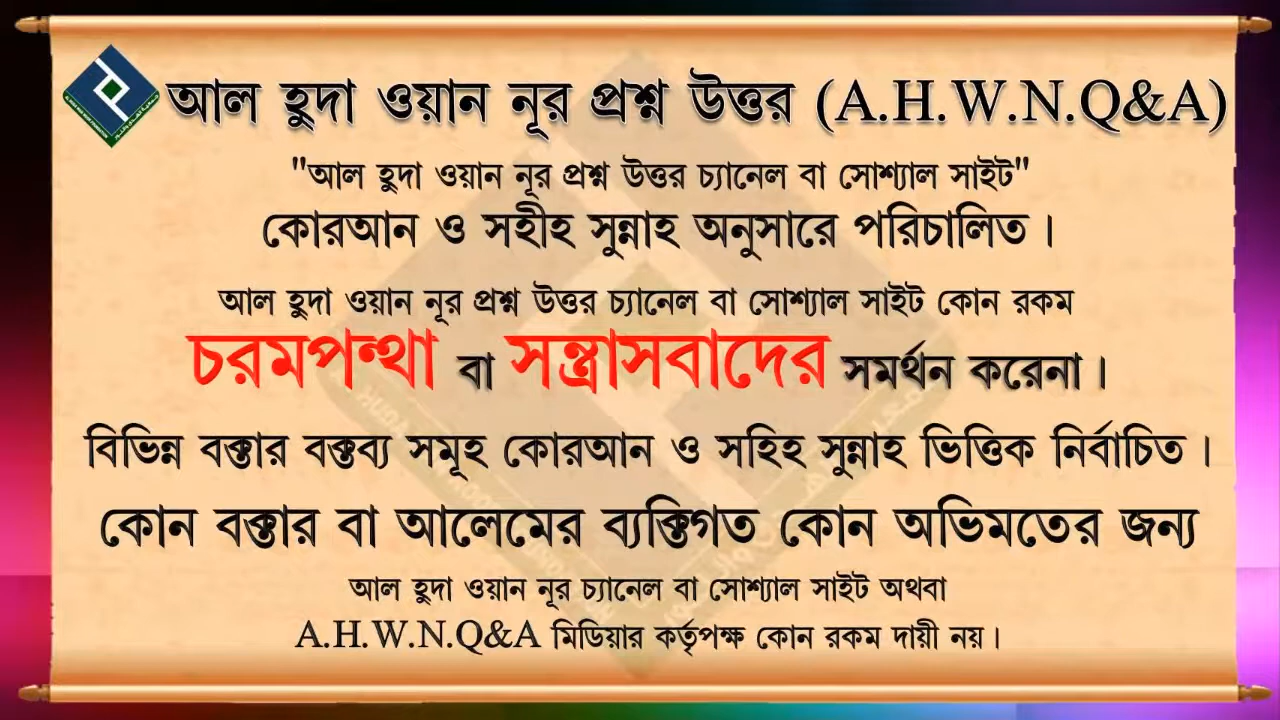 আল হুদা ওয়ান নূর প্রশ্ন উত্তর (A.H.W.N.Q&A)
"আল হুদা ওয়ান নূর প্রশ্ন উত্তর চ্যানেল বা সোশ্যাল সাইট"
কোরআন ও সহীহ সুন্নাহ অনুসারে পরিচালিত।
আল হুদা ওয়ান নূর প্রশ্ন উত্তর চ্যানেল বা সোশ্যাল সাইট কোন রকম
চরমপন্থা বা সন্ত্রাসবাদের সমর্থন করেনা।
বিভিন্ন বক্তার বক্তব্য সমূহ কোরআন ও সহিহ সুন্নাহ ভিত্তিক নির্বাচিত।
কোন বক্তার বা আলেমের ব্যক্তিগত কোন অভিমতের জন্য
আল হুদা ওয়ান নূর চ্যানেল বা সোশ্যাল সাইট অথবা
A.H.W.N.Q&A মিডিয়ার কর্তৃপক্ষ কোন রকম দায়ী নয়।